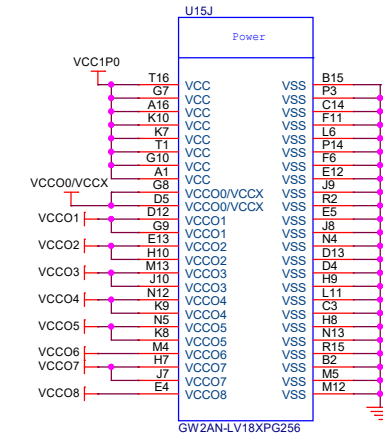 U15J
Power
VCC1P0
T16 VCC VSS B15
G7 VCC VSS P3
A16 VCC VSS C14
K10 VCC VSS F11
K7 VCC VSS L6
T1 VCC VSS P14
G10 VCC VSS F6
A1 VCC VSS E12
VCCO0/VCCX G8 VCCO0/VCCX VSS J9
D5 VCCO0/VCCX VSS R2
VCCO1 D12 VCCO1 VSS E5
G9 VCCO1 VSS J8
VCCO2 E13 VCCO2 VSS N4
H10 VCCO2 VSS D13
VCCO3 M13 VCCO3 VSS D4
J10 VCCO3 VSS H9
VCCO4 N12 VCCO4 VSS L11
K9 VCCO4 VSS C3
VCCO5 N5 VCCO5 VSS H8
K8 VCCO5 VSS N13
VCCO6 M4 VCCO6 VSS R15
VCCO7 H7 VCCO7 VSS B2
J7 VCCO7 VSS M5
VCCO8 E4 VCCO8 VSS M12
GW2AN-LV18XPG256